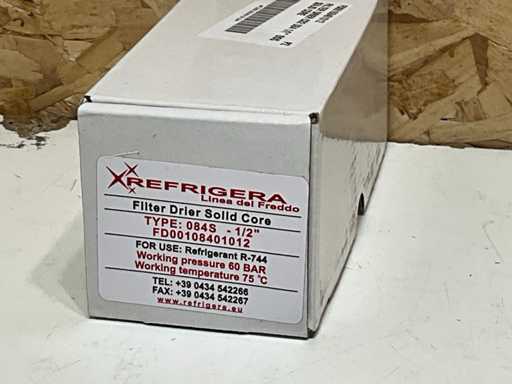 REFRIGERA
Linea del Freddo
Filter Drier Solid Core
TYPE: 084S - 1/2"
FD00108401012
FOR USE: Refrigerant R-744
Working pressure 60 BAR
Working temperature 75 °C
TEL: +39 0434 542266
FAX: +39 0434 542267
www.refrigera.eu